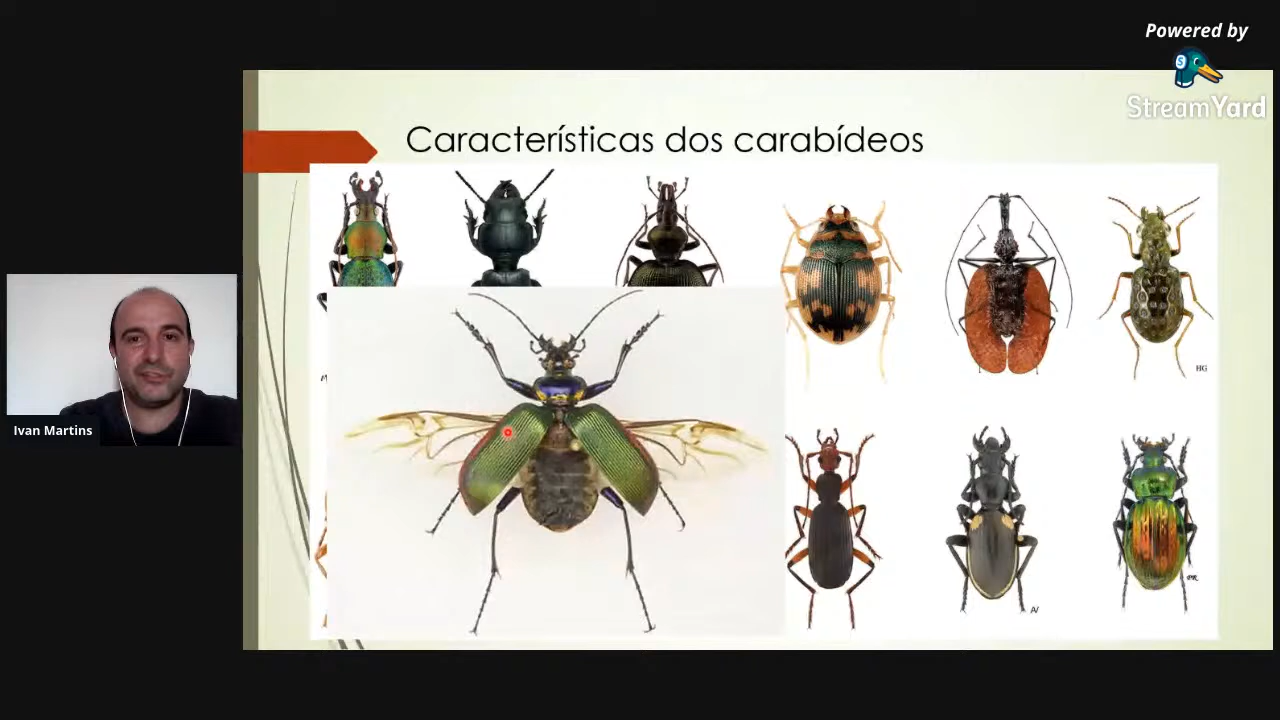 Powered by
StreamYard
Características dos carabídeos
HG
Ivan Martins
AV